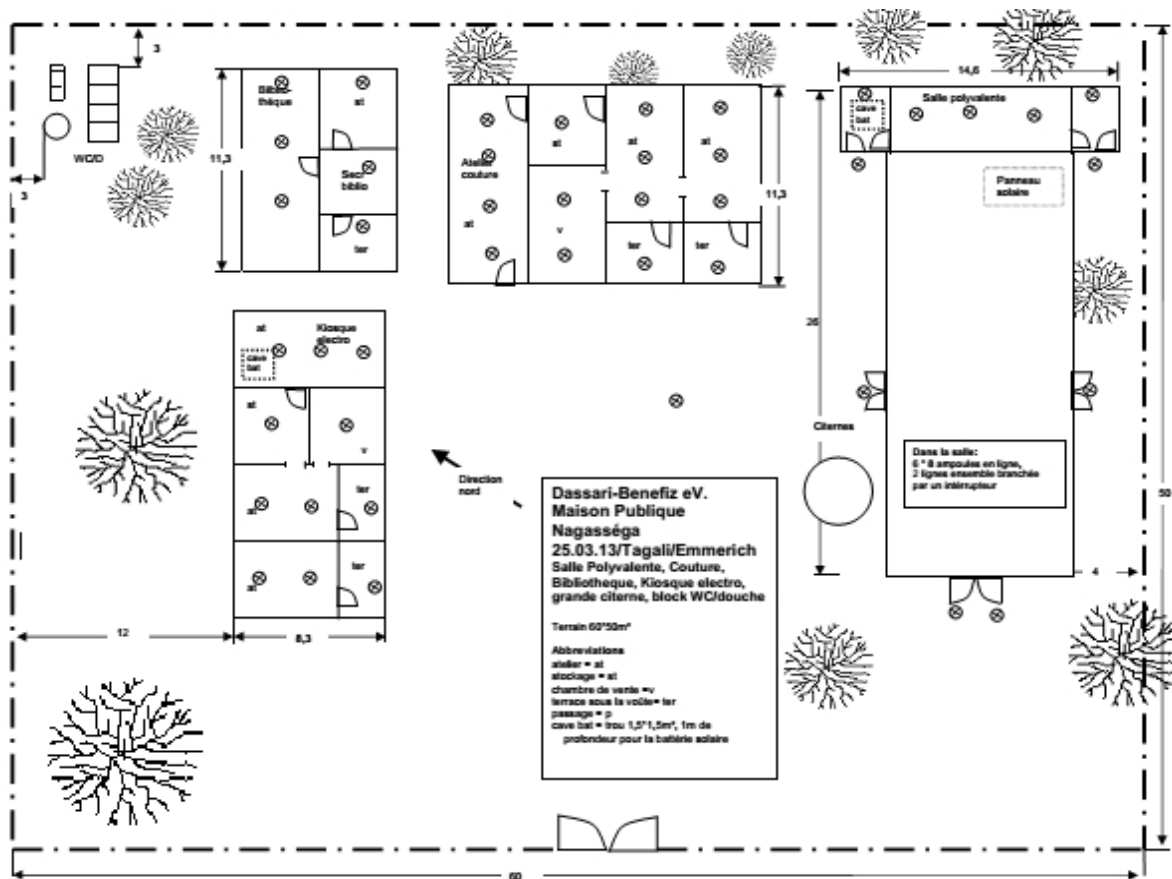 3
14,6
Biblio-
thèque
at
Salle polyvalente
cave
bat
WC/D
11,3
Secr
biblio
at
at
at
Atelier
couture
11,3
Panneau
solaire
3
at
v
ter
ter
ter
26
at
Kiosque
electro
cave
bat
at
v
Citernes
Dans la salle:
6 * 8 ampoules en ligne,
2 lignes ensemble branchée
par un intérrupteur
Direction
nord
50
ter
at
Dassari-Benefiz eV.
Maison Publique
Nagasséga
25.03.13/Tagali/Emmerich
Salle Polyvalente, Couture,
Bibliotheque, Kiosque electro,
grande citerne, block WC/douche
4
ter
at
12
8,3
Terrain 60*50m²
Abbreviations
atelier = at
stockage = st
chambre de vente =v
terrace sous la voûte= ter
passage = p
cave bat = trou 1,5*1,5m², 1m de
profondeur pour la battérie solaire
60